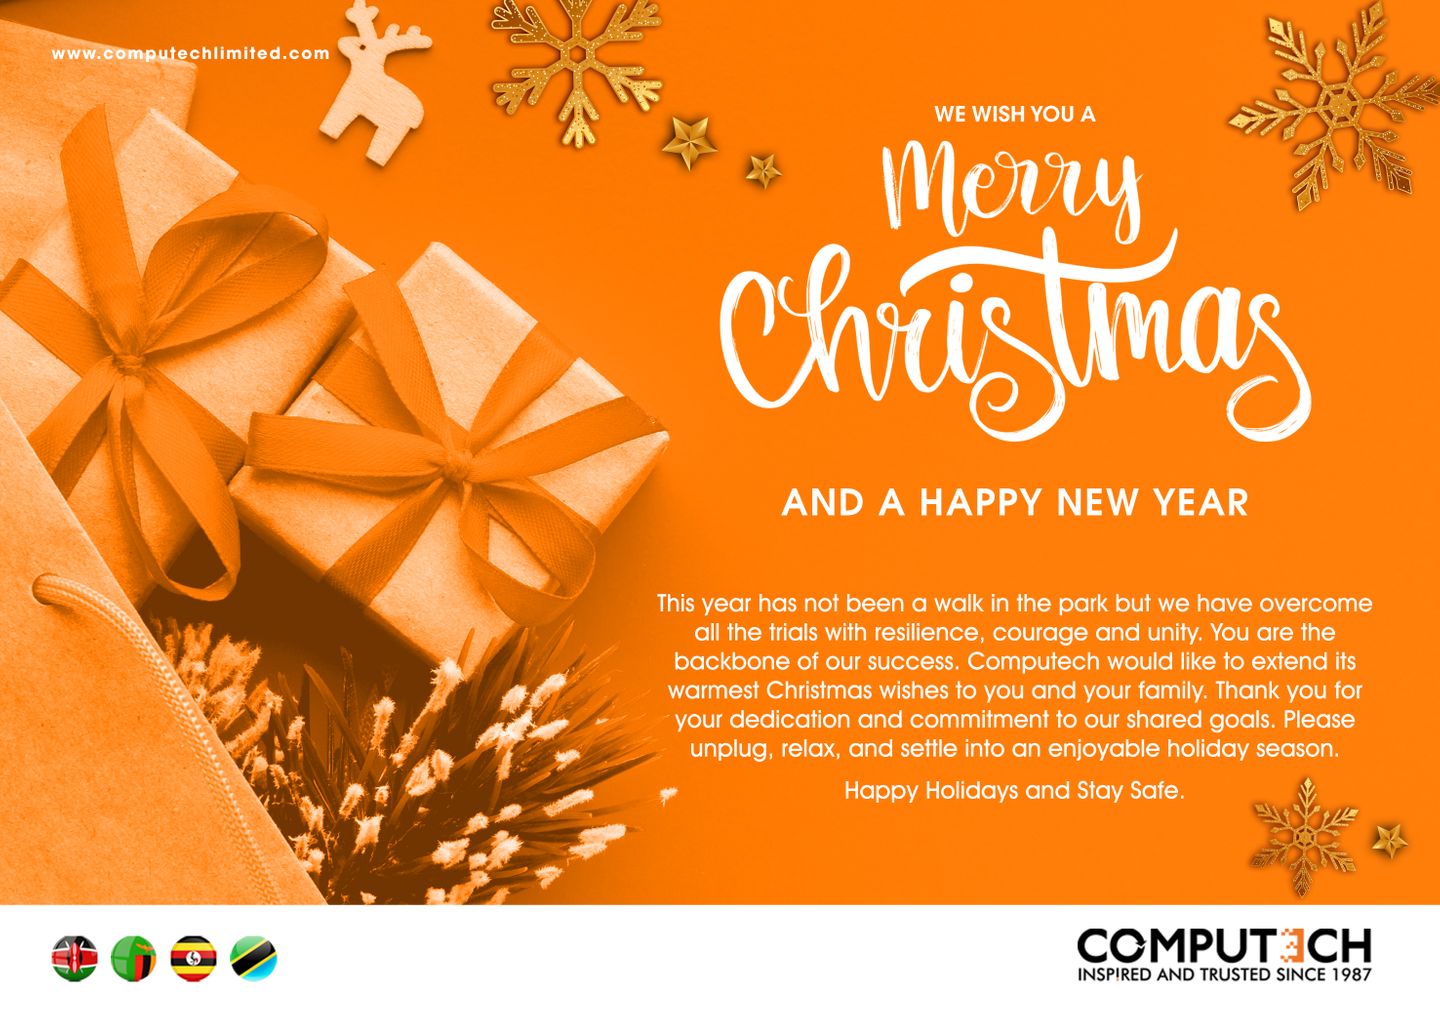 www.computechlimited.com
WE WISH YOU A
Merry
Christmas
AND A HAPPY NEW YEAR
This year has not been a walk in the park but we have overcome
all the trials with resilience, courage and unity. You are the
backbone of our success. Computech would like to extend its
warmest Christmas wishes to you and your family. Thank you for
your dedication and commitment to our shared goals. Please
unplug, relax, and settle into an enjoyable holiday season.
Happy Holidays and Stay Safe.
COMPUTECH
INSPIRED AND TRUSTED SINCE 1987